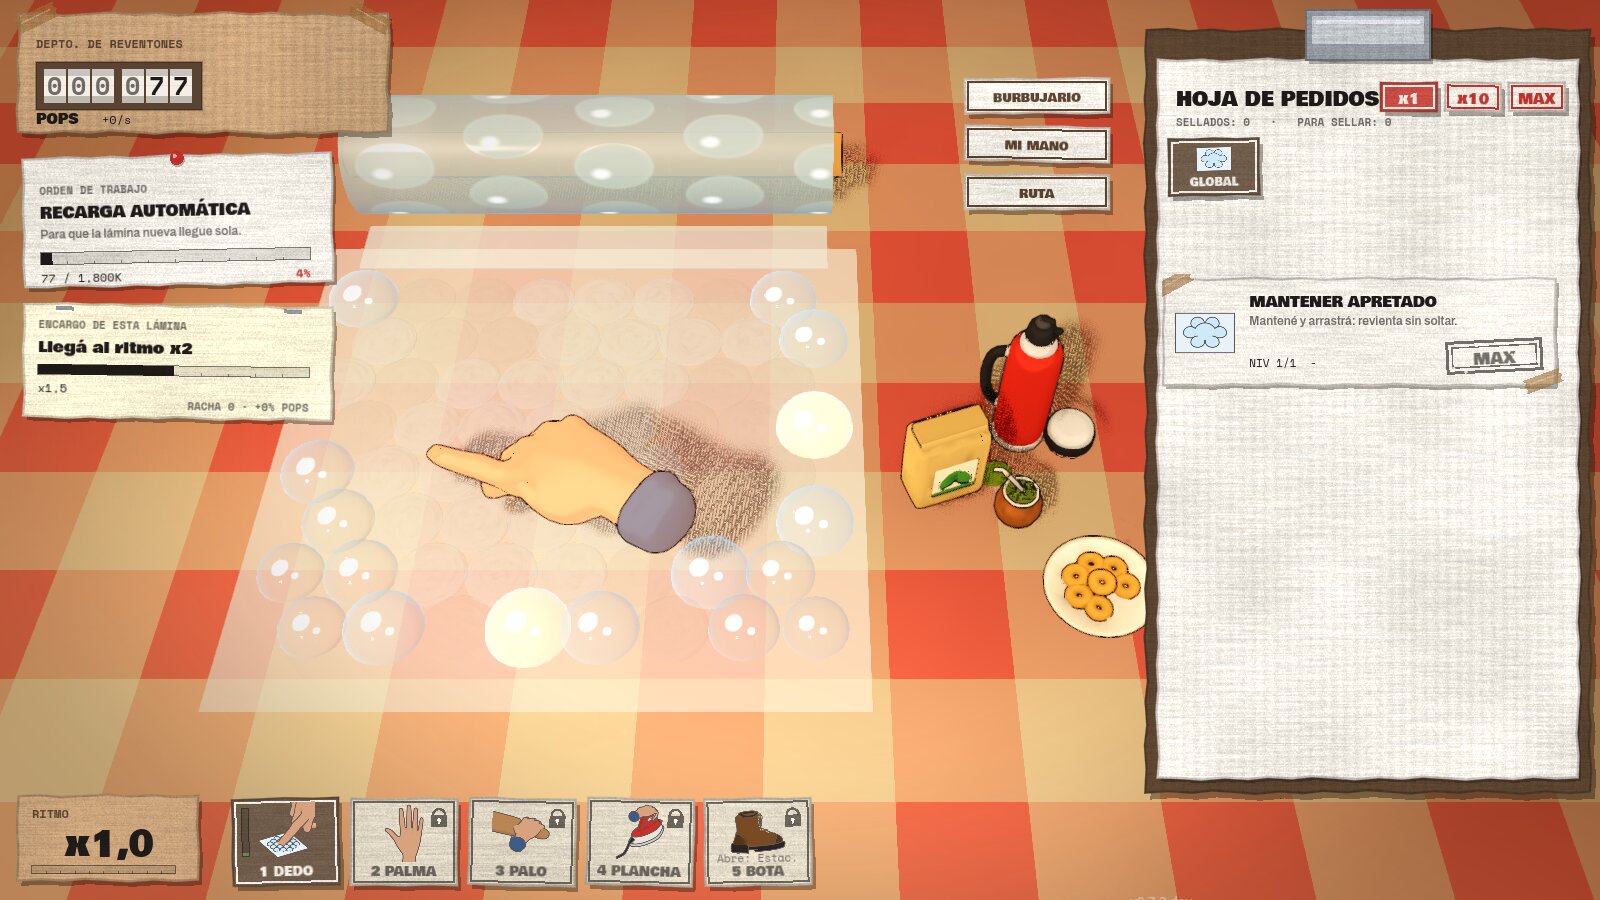 DEPTO. DE REVENTONES
000077
POPS +0/s
ORDEN DE TRABAJO
RECARGA AUTOMÁTICA
Para que la lámina nueva llegue sola.
77 / 1.800K
4%
ENCARGO DE ESTA LÁMINA
Llegá al ritmo x2
x1,5
RACHA 0 · +0% POPS
BURBUJARIO
MI MANO
RUTA
HOJA DE PEDIDOS
x1
x10
MAX
SELLADOS: 0 · PARA SELLAR: 0
GLOBAL
MANTENER APRETADO
Mantené y arrastrá: revienta sin soltar.
NIV 1/1 -
MAX
RITMO
x1,0
1 DEDO
2 PALMA
3 PALO
4 PLANCHA
Abre: Estac.
5 BOTA